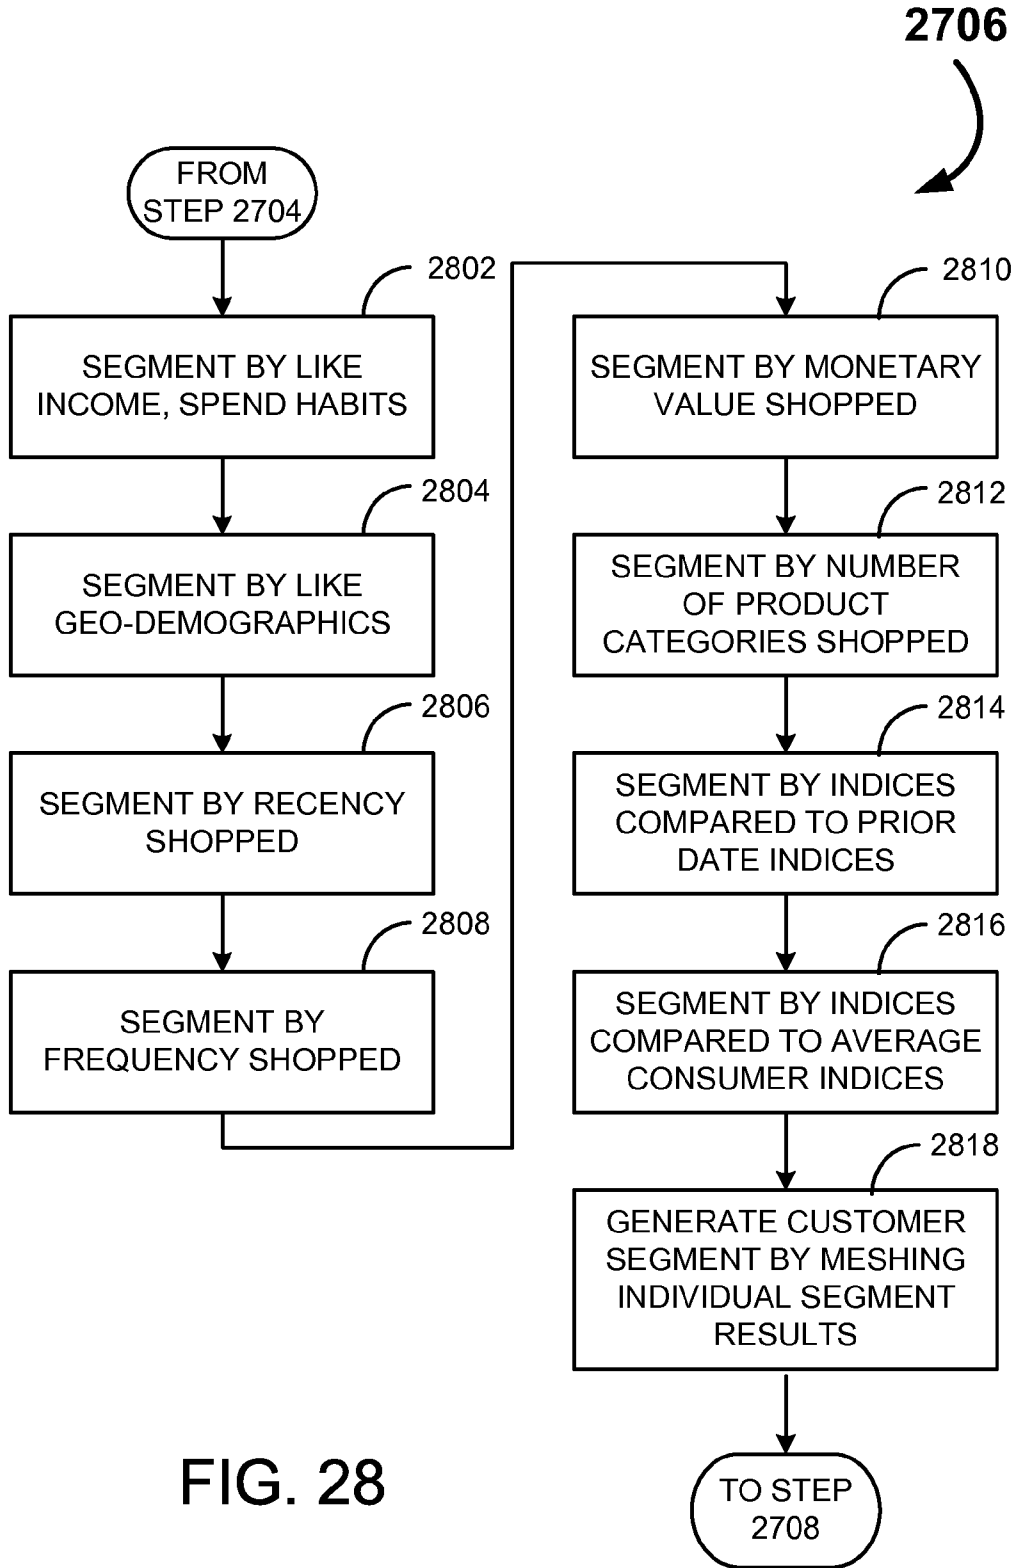 2706
FROM
STEP 2704
2802
SEGMENT BY LIKE
INCOME, SPEND HABITS
2804
SEGMENT BY LIKE
GEO-DEMOGRAPHICS
2806
SEGMENT BY RECENCY
SHOPPED
2808
SEGMENT BY
FREQUENCY SHOPPED
2810
SEGMENT BY MONETARY
VALUE SHOPPED
2812
SEGMENT BY NUMBER
OF PRODUCT
CATEGORIES SHOPPED
2814
SEGMENT BY INDICES
COMPARED TO PRIOR
DATE INDICES
2816
SEGMENT BY INDICES
COMPARED TO AVERAGE
CONSUMER INDICES
2818
GENERATE CUSTOMER
SEGMENT BY MESHING
INDIVIDUAL SEGMENT
RESULTS
TO STEP
2708
FIG. 28